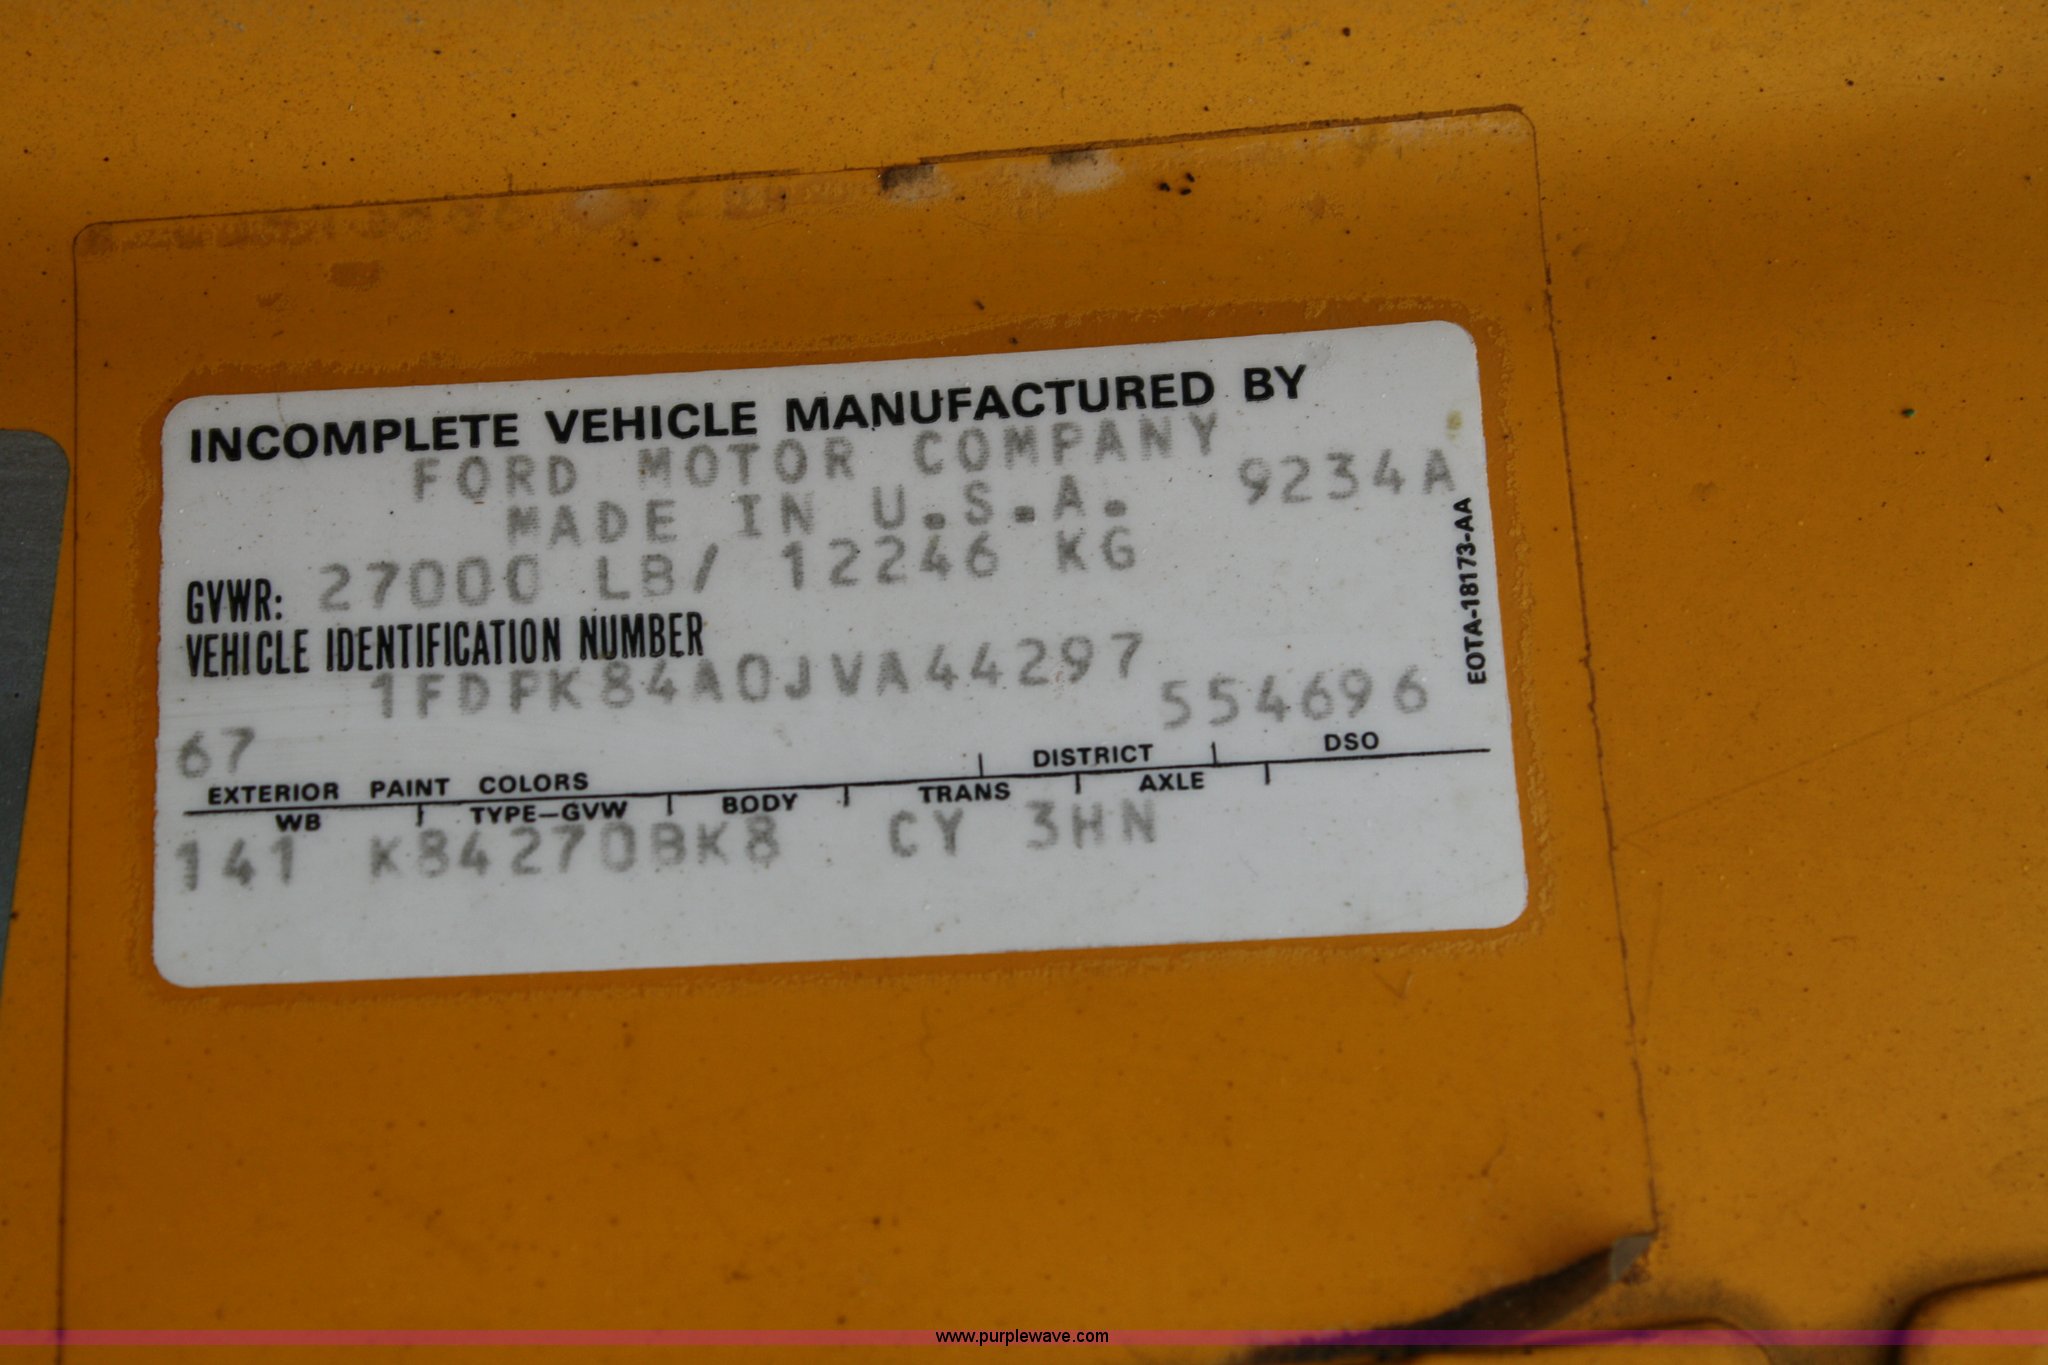 INCOMPLETE VEHICLE MANUFACTURED BY
FORD MOTOR COMPANY
MADE IN U.S.A. 9234A
GVWR: 27000 LB/ 12246 KG
VEHICLE IDENTIFICATION NUMBER
1FDPK84A0JVA44297
554696
EOTA-18173-AA
67
EXTERIOR PAINT COLORS DISTRICT DSO
WB TYPE-GVW BODY TRANS AXLE
141 K84270BK8 CY 3HN
www.purplewave.com